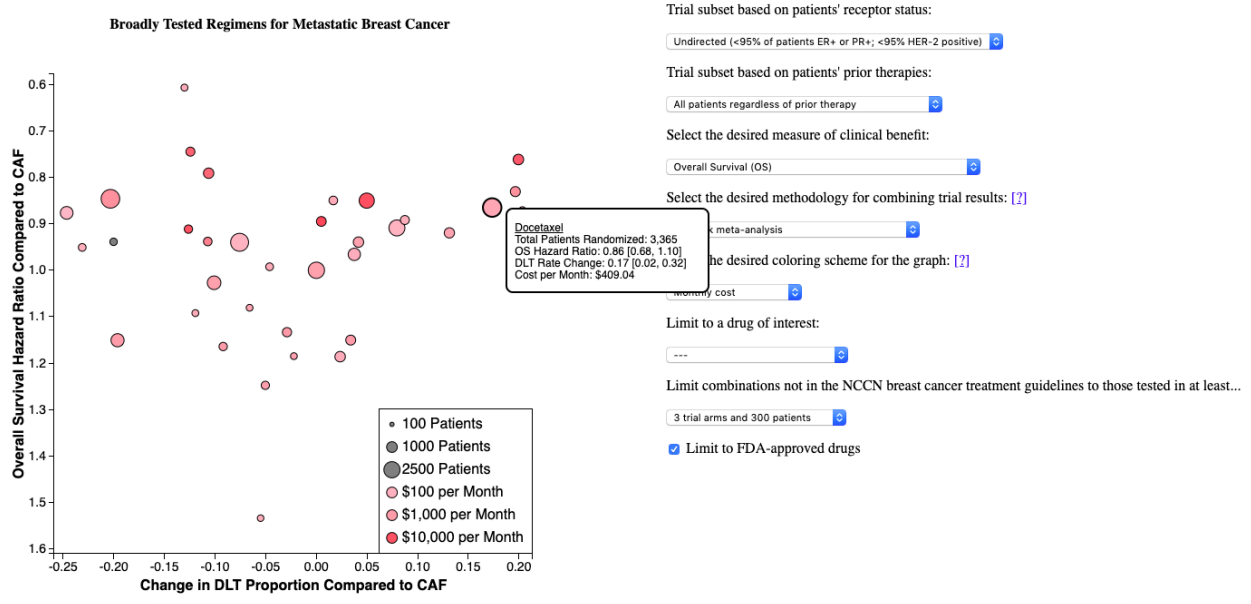 Broadly Tested Regimens for Metastatic Breast Cancer
Overall Survival Hazard Ratio Compared to CAF
0.6
0.7
0.8
0.9
1.0
1.1
1.2
1.3
1.4
1.5
1.6
-0.25
-0.20
-0.15
-0.10
-0.05
0.00
0.05
0.10
0.15
0.20
Change in DLT Proportion Compared to CAF
100 Patients
1000 Patients
2500 Patients
$100 per Month
$1,000 per Month
$10,000 per Month
Docetaxel
Total Patients Randomized: 3,365
OS Hazard Ratio: 0.86 [0.68, 1.10]
DLT Rate Change: 0.17 [0.02, 0.32]
Cost per Month: $409.04
Trial subset based on patients' receptor status:
Undirected (<95% of patients ER+ or PR+; <95% HER-2 positive)
Trial subset based on patients' prior therapies:
All patients regardless of prior therapy
Select the desired measure of clinical benefit:
Overall Survival (OS)
Select the desired methodology for combining trial results: [?]
meta-analysis
the desired coloring scheme for the graph: [?]
Monthly cost
Limit to a drug of interest:
---
Limit combinations not in the NCCN breast cancer treatment guidelines to those tested in at least...
3 trial arms and 300 patients
Limit to FDA-approved drugs